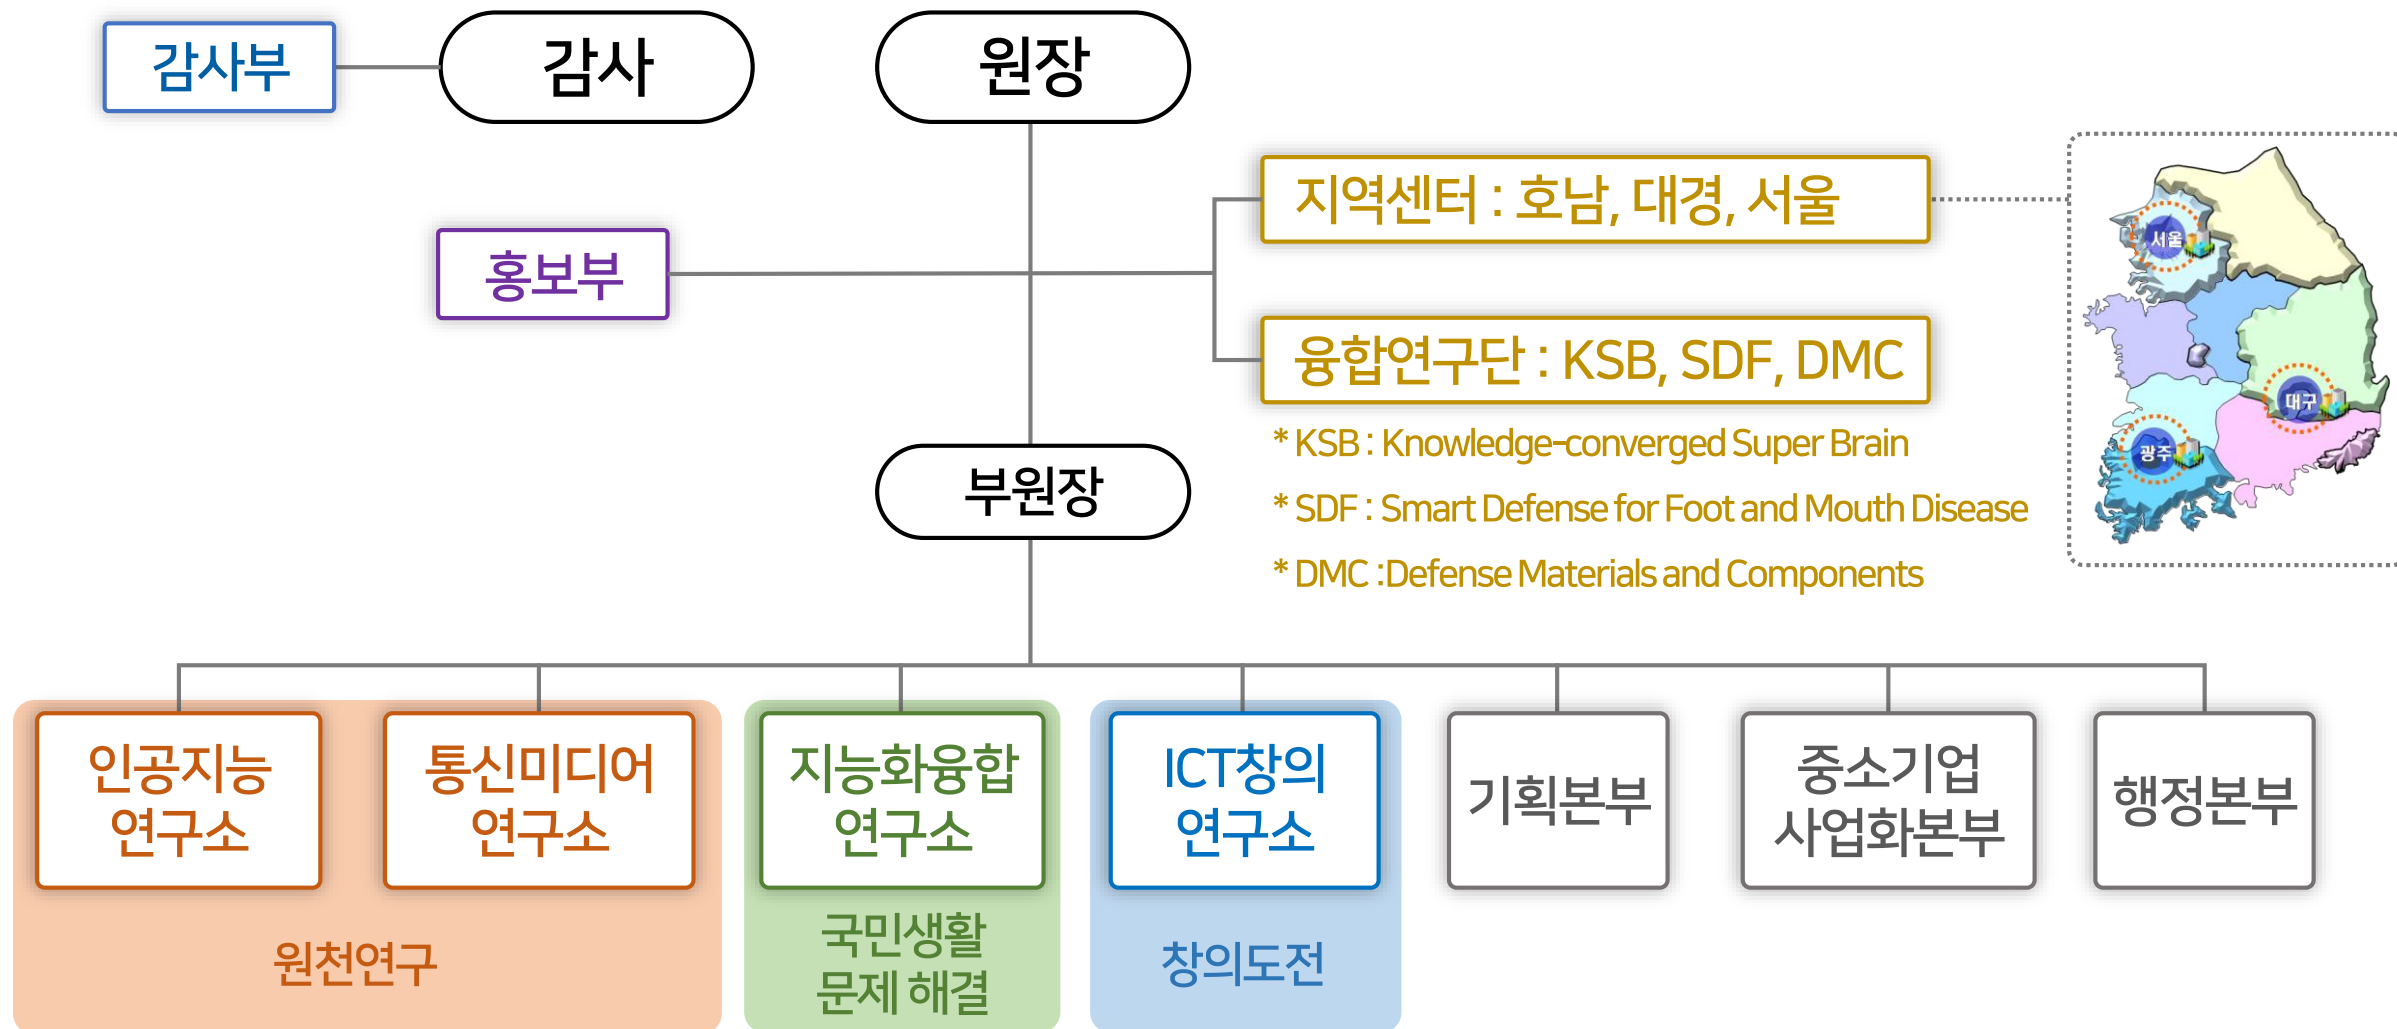 감사부
감사
원장
지역센터 : 호남, 대경, 서울
홍보부
융합연구단 : KSB, SDF, DMC
* KSB : Knowledge-converged Super Brain
* SDF : Smart Defense for Foot and Mouth Disease
* DMC :Defense Materials and Components
서울
대구
광주
부원장
인공지능
연구소
통신미디어
연구소
지능화융합
연구소
ICT창의
연구소
기획본부
중소기업
사업화본부
행정본부
원천연구
국민생활
문제 해결
창의도전